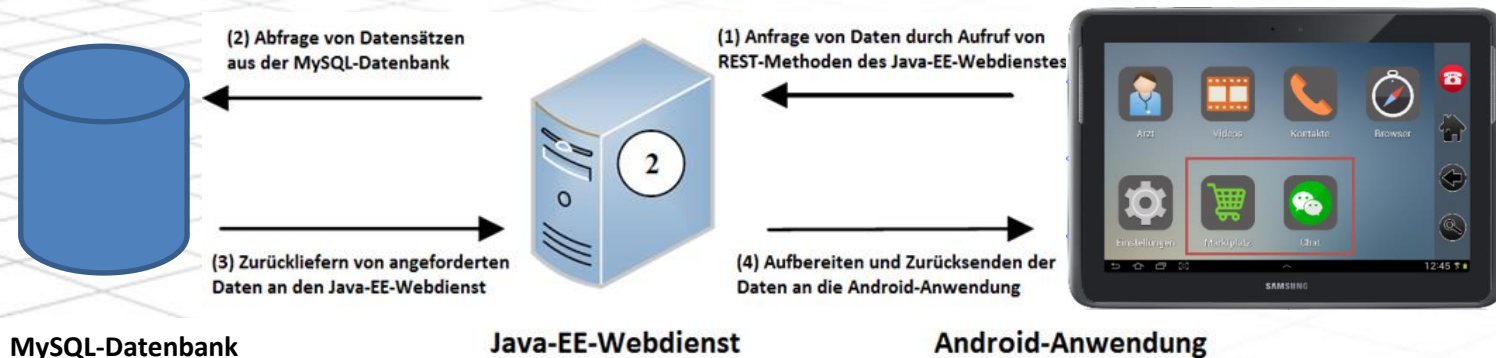 (2) Abfrage von Datensätzen
aus der MySQL-Datenbank
(1) Anfrage von Daten durch Aufruf von
REST-Methoden des Java-EE-Webdienstes
2
Arzt
Videos
Kontakte
Browser
Einstellungen
Marktplatz
Chat
12:45
SAMSUNG
(3) Zurückliefern von angeforderten
Daten an den Java-EE-Webdienst
(4) Aufbereiten und Zurücksenden der
Daten an die Android-Anwendung
MySQL-Datenbank
Java-EE-Webdienst
Android-Anwendung